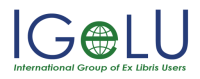 IGeLU
International Group of Ex Libris Users